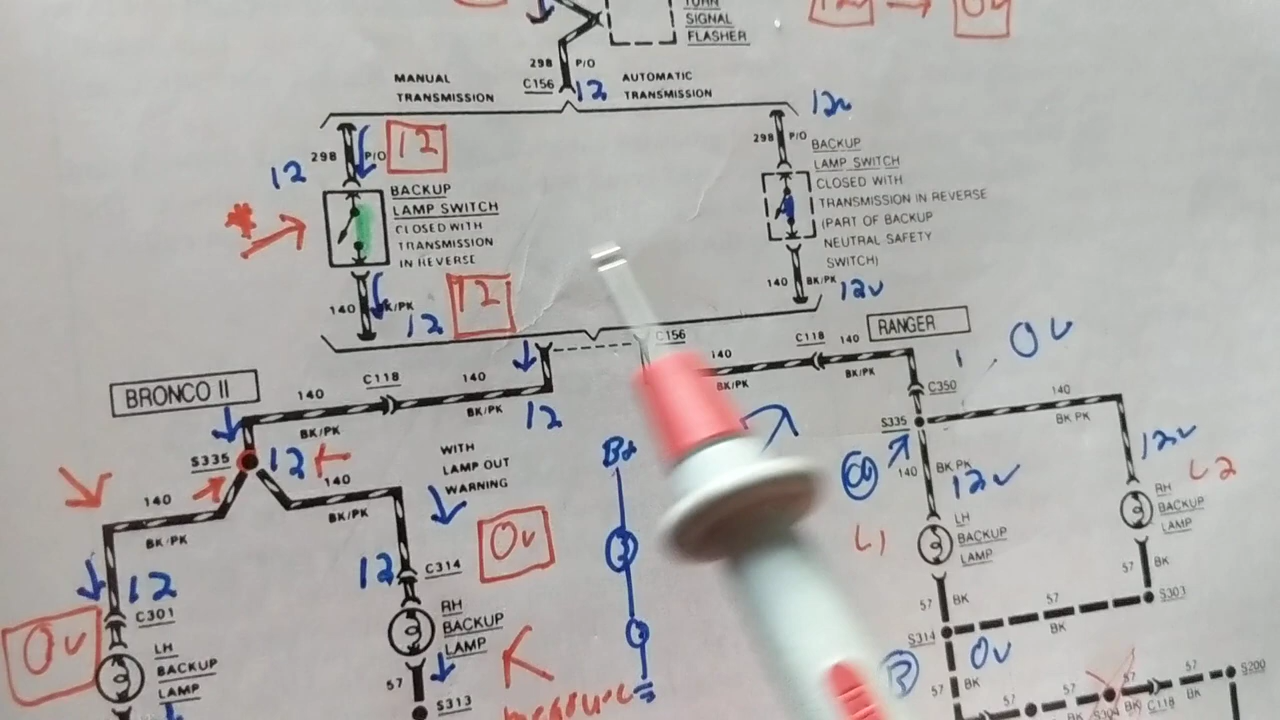 TURN
SIGNAL
FLASHER
12v
0v
298
P/O
C156
12
MANUAL
TRANSMISSION
AUTOMATIC
TRANSMISSION
12v
298
P/O
12
12
BACKUP
LAMP SWITCH
CLOSED WITH
TRANSMISSION
IN REVERSE
298
P/O
BACKUP
LAMP SWITCH
CLOSED WITH
TRANSMISSION IN REVERSE
(PART OF BACKUP
NEUTRAL SAFETY
SWITCH)
140
BK/PK
12
12
140
BK/PK
12v
C156
RANGER
0v
BRONCO II
140
C118
140
BK/PK
BK/PK
12
140
C118
140
BK/PK
BK/PK
C350
140
BK PK
S335
12
WITH
LAMP OUT
WARNING
140
BK/PK
140
BK/PK
B+
S335
140
BK PK
12v
12v
L2
RH
BACKUP
LAMP
L1
LH
BACKUP
LAMP
12
C301
0v
LH
BACKUP
LAMP
12
C314
0v
RH
BACKUP
LAMP
57
S313
measure
57
BK
57
BK
S303
57
BK
S314
B
0v
57
BK
57
57
BK
S304
C118
57
BK
S200